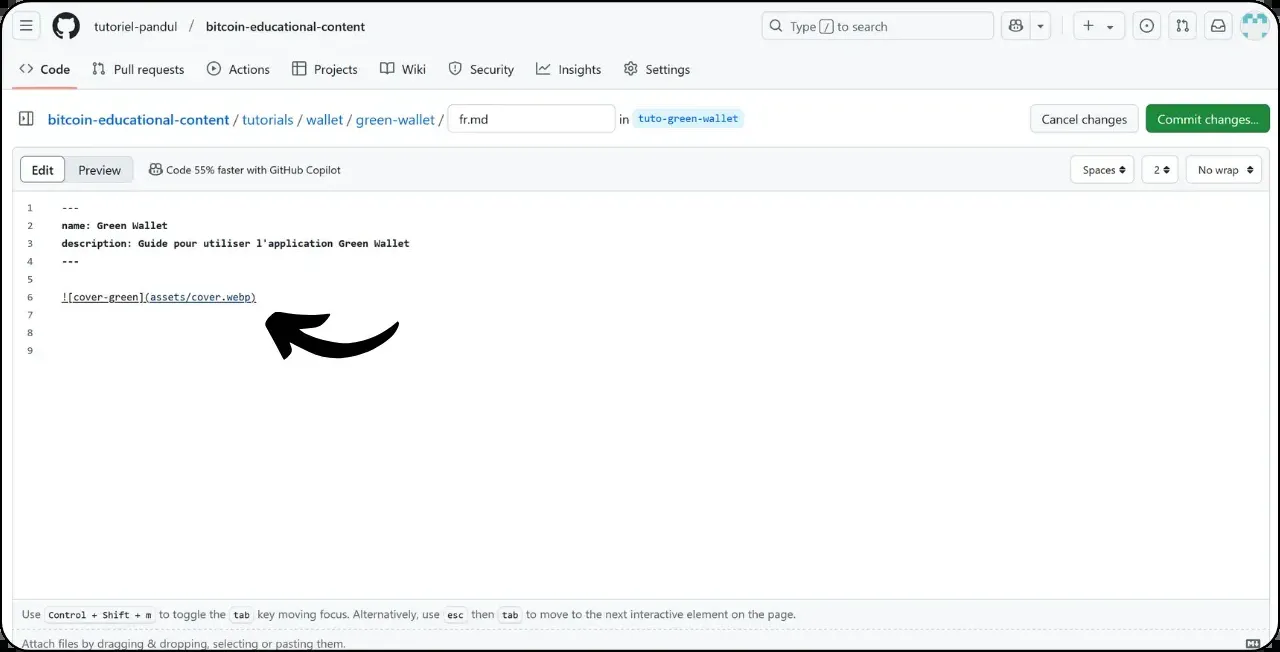 tutoriel-pandul / bitcoin-educational-content
Type / to search
Code Pull requests Actions Projects Wiki Security Insights Settings
bitcoin-educational-content / tutorials / wallet / green-wallet / fr.md in tuto-green-wallet
Cancel changes Commit changes...
Edit Preview Code 55% faster with GitHub Copilot
Spaces 2 No wrap
1 ---
2 name: Green Wallet
3 description: Guide pour utiliser l'application Green Wallet
4 ---
5
6 ![cover-green](assets/cover.webp)
7
8
9
Use Control + Shift + m to toggle the tab key moving focus. Alternatively, use esc then tab to move to the next interactive element on the page.
Attach files by dragging & dropping, selecting or pasting them.